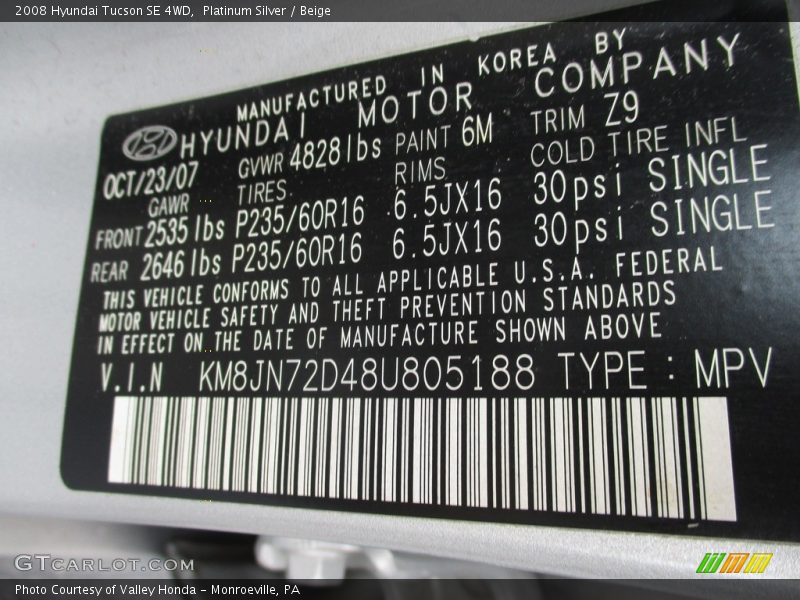 2008 Hyundai Tucson SE 4WD, Platinum Silver / Beige
MANUFACTURED IN KOREA BY
HYUNDAI MOTOR COMPANY
OCT/23/07 GVWR 4828lbs PAINT 6M TRIM Z9
GAWR TIRES RIMS COLD TIRE INFL
FRONT 2535 lbs P235/60R16 6.5JX16 30psi SINGLE
REAR 2646 lbs P235/60R16 6.5JX16 30psi SINGLE
THIS VEHICLE CONFORMS TO ALL APPLICABLE U.S.A. FEDERAL
MOTOR VEHICLE SAFETY AND THEFT PREVENTION STANDARDS
IN EFFECT ON THE DATE OF MANUFACTURE SHOWN ABOVE
V.I.N KM8JN72D48U805188 TYPE : MPV
GTCARLOT.COM
Photo Courtesy of Valley Honda - Monroeville, PA